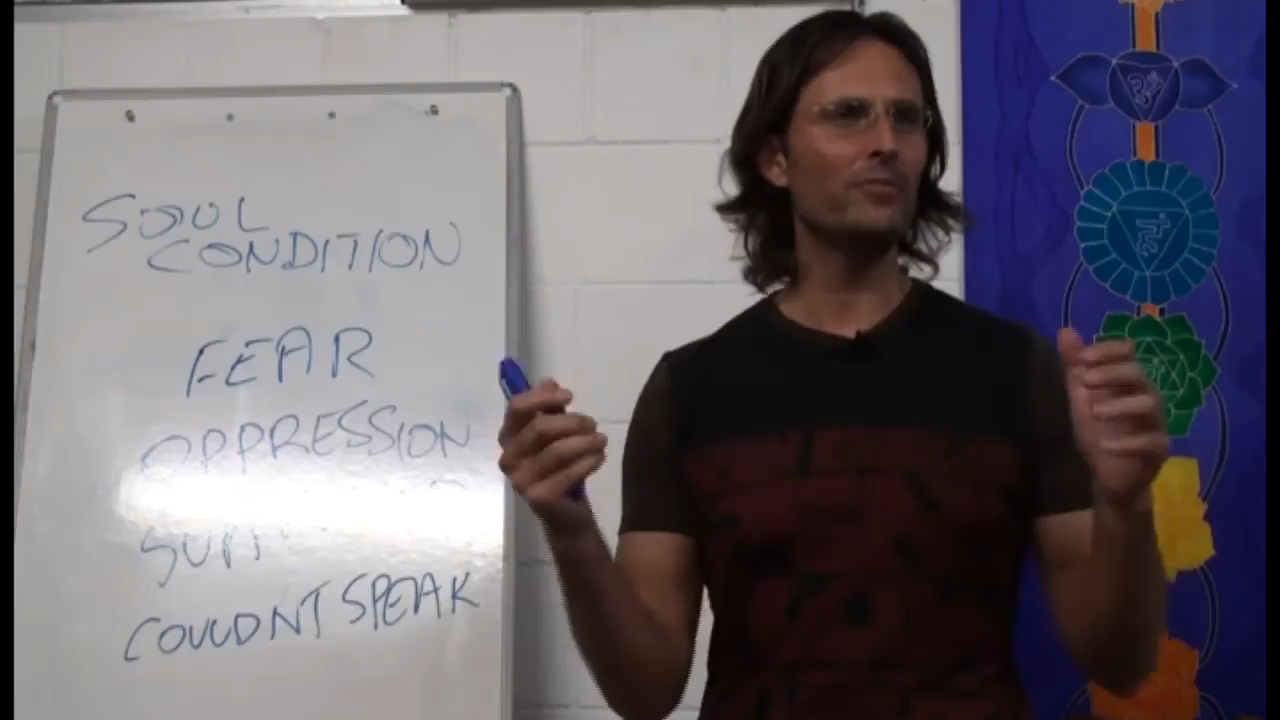 SOUL
CONDITION
FEAR
OPPRESSION
COULDNT SPEAK